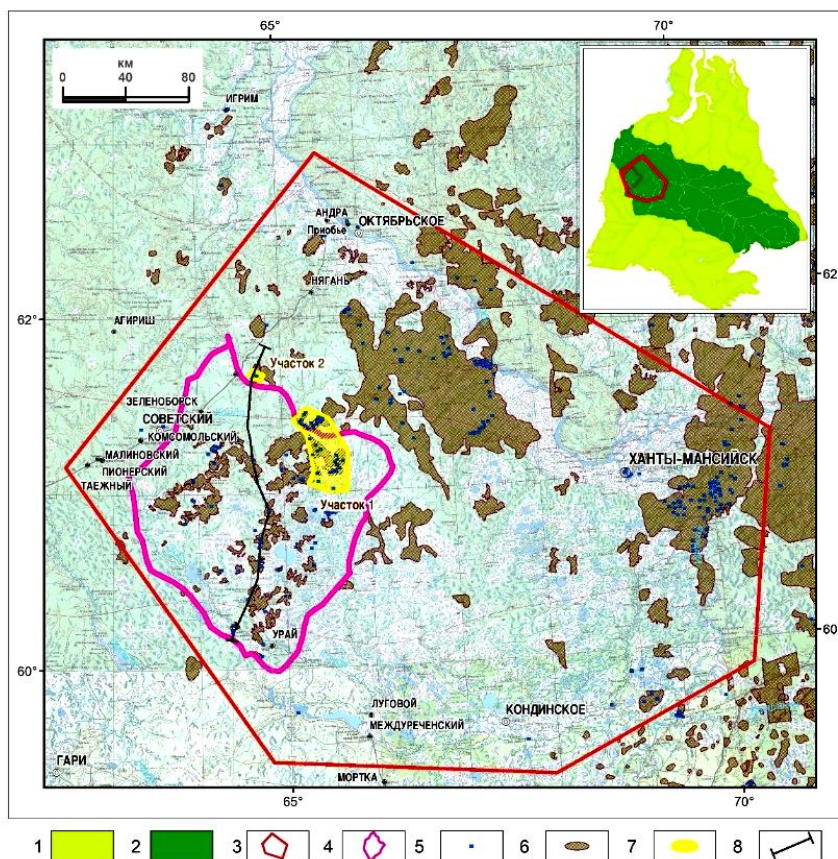 65°
70°
км
0
40
80
ИГРИМ
АНДРА
ОКТЯБРЬСКОЕ
Приобье
62
НЯГАНЬ
62°
АГИРИШ
Участок 2
ЗЕЛЕНОБОРСК
СОВЕТСКИЙ
КОМСОМОЛЬСКИЙ
МАЛИНОВСКИЙ
ХАНТЫ-МАНСИЙСК
ПИОНЕРСКИЙ
ТАЕЖНЫЙ
Участок 1
60
УРАЙ
60°
ЛУГОВОЙ
КОНДИНСКОЕ
МЕЖДУРЕЧЕНСКИЙ
ГАРИ
МОРТКА
65°
70°
1 2 3 4 5 6 7 8